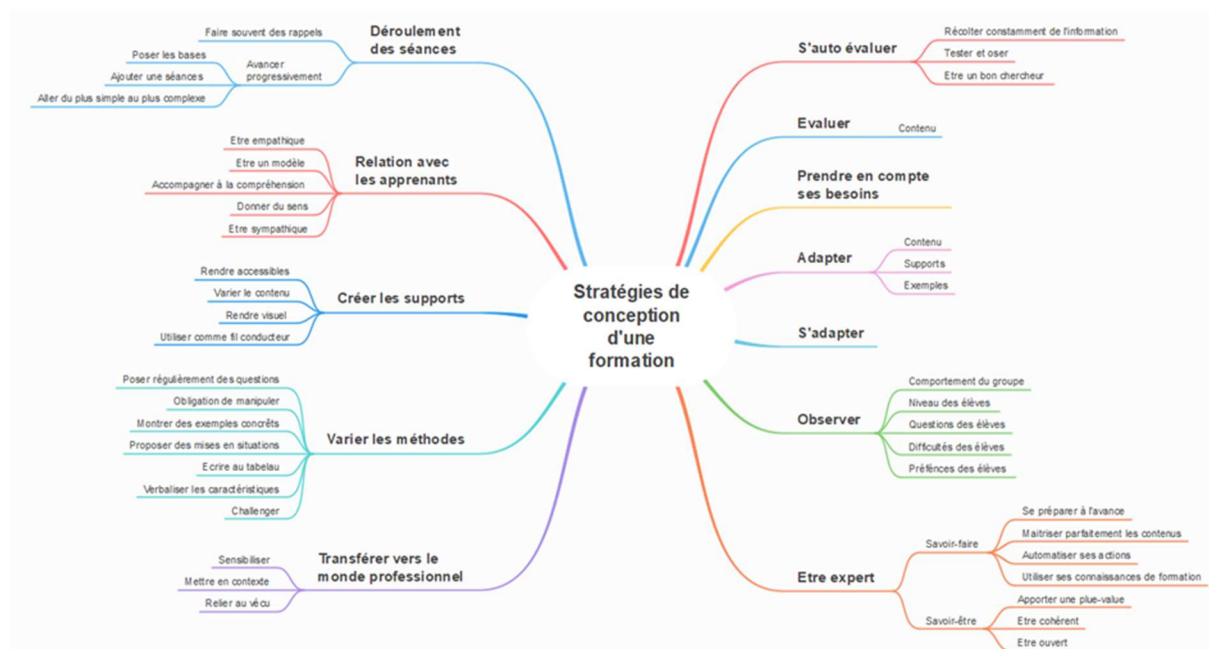 Stratégies de
conception
d'une
formation
Déroulement
des séances
Faire souvent des rappels
Avancer
progressivement
Poser les bases
Ajouter une séances
Aller du plus simple au plus complexe
Relation avec
les apprenants
Etre empathique
Etre un modèle
Accompagner à la compréhension
Donner du sens
Etre sympathique
Créer les supports
Rendre accessibles
Varier le contenu
Rendre visuel
Utiliser comme fil conducteur
Varier les méthodes
Poser régulièrement des questions
Obligation de manipuler
Montrer des exemples concrêts
Proposer des mises en situations
Ecrire au tabelau
Verbaliser les caractéristiques
Challenger
Transférer vers le
monde professionnel
Sensibiliser
Mettre en contexte
Relier au vécu
S'auto évaluer
Récolter constamment de l'information
Tester et oser
Etre un bon chercheur
Evaluer
Contenu
Prendre en compte
ses besoins
Adapter
Contenu
Supports
Exemples
S'adapter
Observer
Comportement du groupe
Niveau des élèves
Questions des élèves
Difficultés des élèves
Préfénces des élèves
Etre expert
Savoir-faire
Se préparer à l'avance
Maitriser parfaitement les contenus
Automatiser ses actions
Utiliser ses connaissances de formation
Savoir-être
Apporter une plue-value
Etre cohérent
Etre ouvert